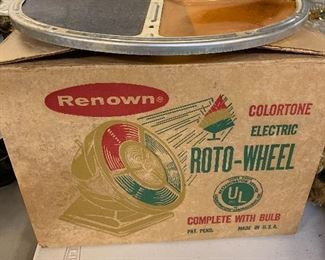 Renown®
COLORTONE
ELECTRIC
ROTO-WHEEL
UL
COMPLETE WITH BULB
PAT. PEND. MADE IN U.S.A.